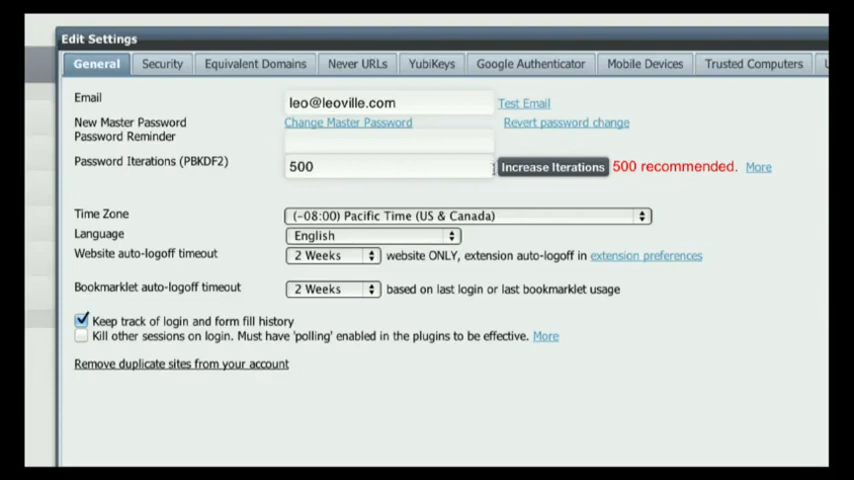 Edit Settings
General Security Equivalent Domains Never URLs YubiKeys Google Authenticator Mobile Devices Trusted Computers
Email leo@leoville.com Test Email
New Master Password Change Master Password Revert password change
Password Reminder
Password Iterations (PBKDF2) 500 Increase Iterations 500 recommended. More
Time Zone (-08:00) Pacific Time (US & Canada)
Language English
Website auto-logoff timeout 2 Weeks website ONLY, extension auto-logoff in extension preferences
Bookmarklet auto-logoff timeout 2 Weeks based on last login or last bookmarklet usage
Keep track of login and form fill history
Kill other sessions on login. Must have 'polling' enabled in the plugins to be effective. More
Remove duplicate sites from your account